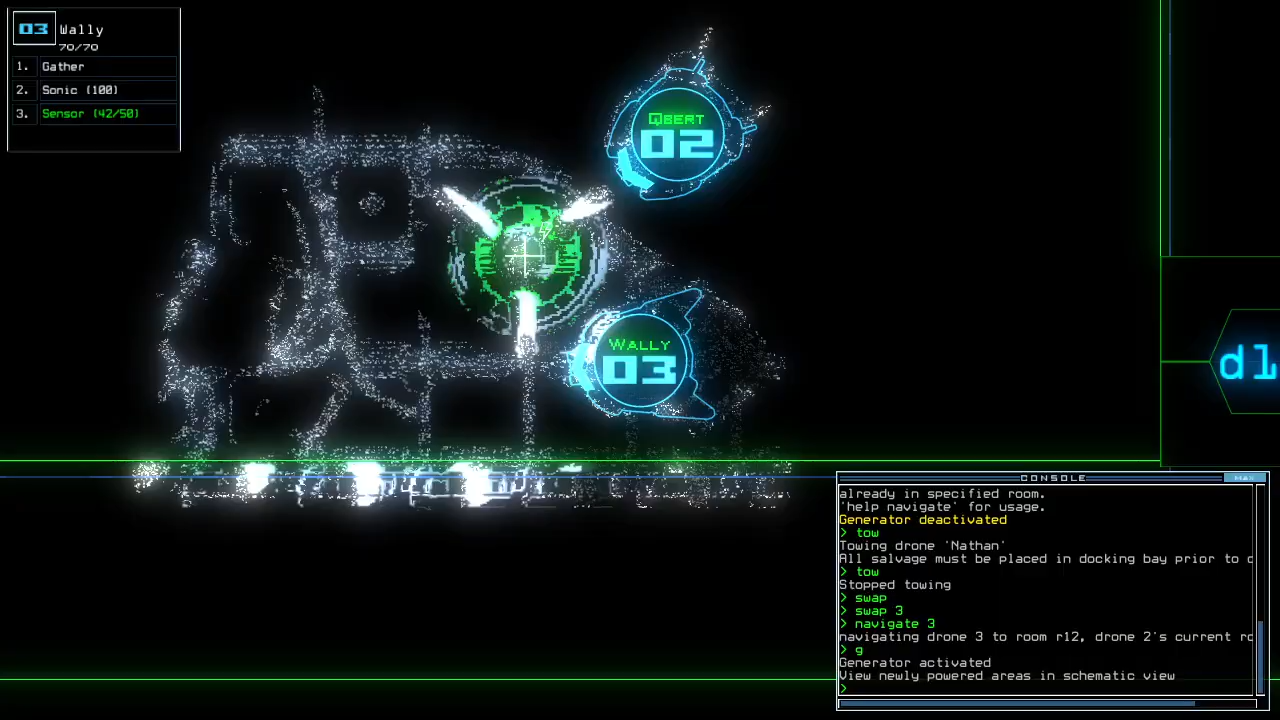 03 Wally
70/70
1. Gather
2. Sonic (100)
3. Sensor (42/50)
QBERT
02
WALLY
03
d1
CONSOLE
MAX
already in specified room.
'help navigate' for usage.
Generator deactivated
> tow
Towing drone 'Nathan'
All salvage must be placed in docking bay prior to d
> tow
Stopped towing
> swap
> swap 3
> navigate 3
navigating drone 3 to room r12, drone 2's current ro
> g
Generator activated
View newly powered areas in schematic view
>